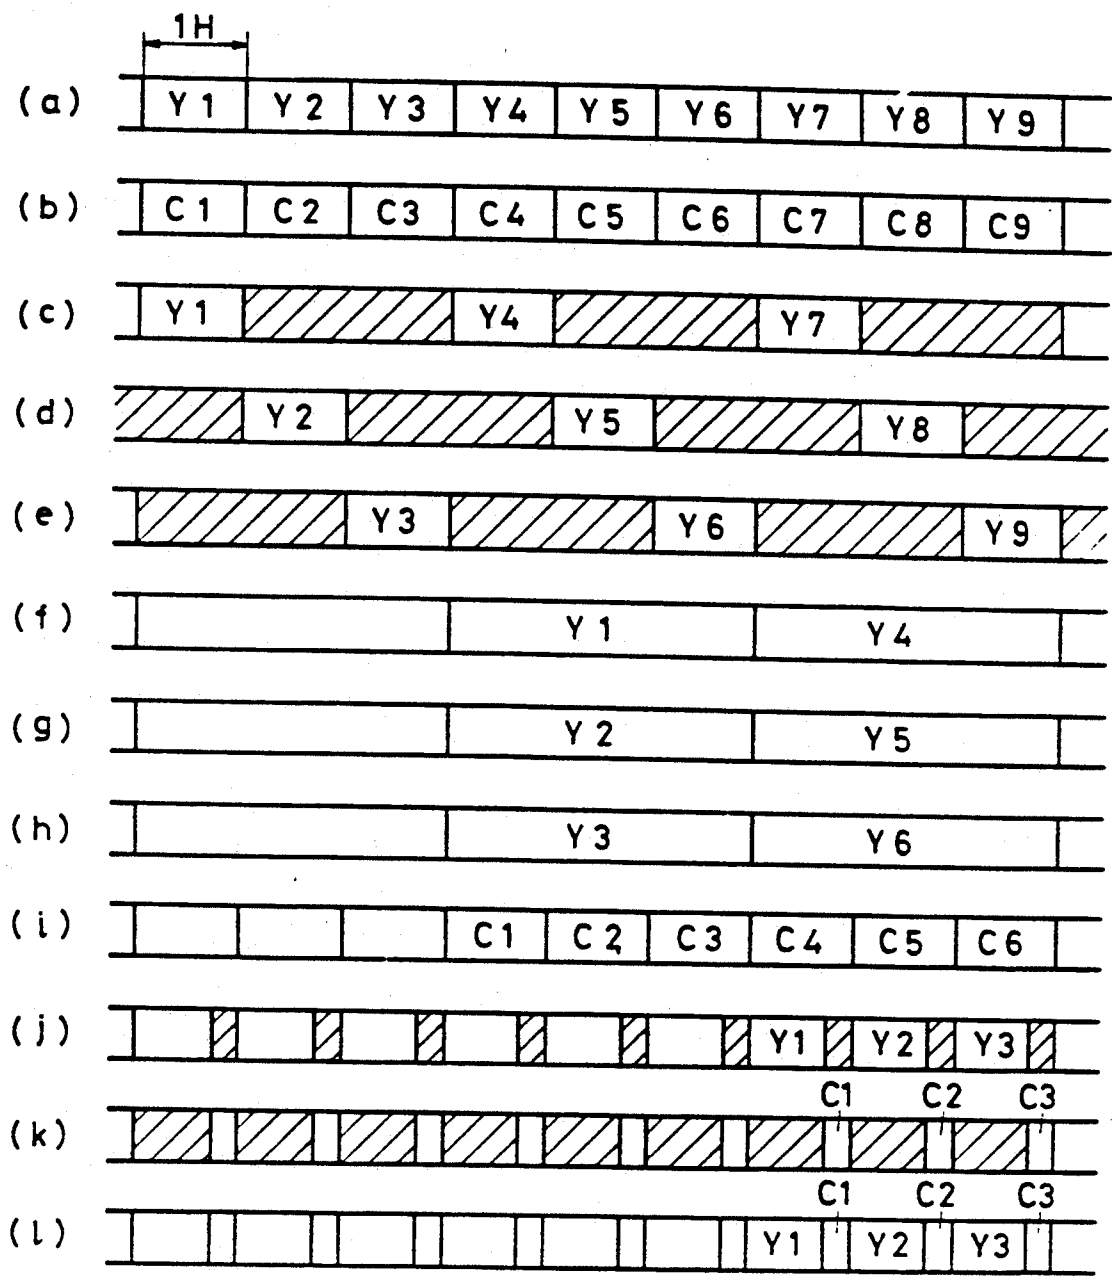 1H
(a) Y1 Y2 Y3 Y4 Y5 Y6 Y7 Y8 Y9
(b) C1 C2 C3 C4 C5 C6 C7 C8 C9
(c) Y1 Y4 Y7
(d) Y2 Y5 Y8
(e) Y3 Y6 Y9
(f) Y1 Y4
(g) Y2 Y5
(h) Y3 Y6
(i) C1 C2 C3 C4 C5 C6
(j) Y1 Y2 Y3
C1 C2 C3
(k)
C1 C2 C3
(l) Y1 Y2 Y3